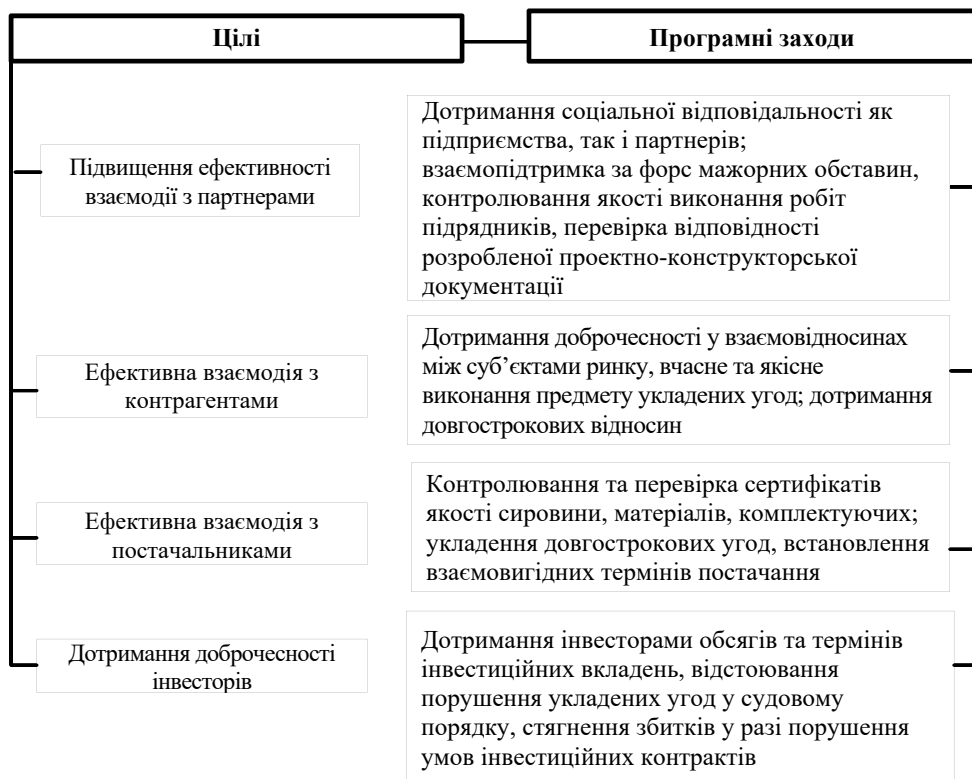 Цілі
Програмні заходи
Підвищення ефективності
взаємодії з партнерами
Дотримання соціальної відповідальності як
підприємства, так і партнерів;
взаємопідтримка за форс мажорних обставин,
контролювання якості виконання робіт
підрядників, перевірка відповідності
розробленої проектно-конструкторської
документації
Ефективна взаємодія з
контрагентами
Дотримання доброчесності у взаємовідносинах
між суб’єктами ринку, вчасне та якісне
виконання предмету укладених угод; дотримання
довгострокових відносин
Ефективна взаємодія з
постачальниками
Контролювання та перевірка сертифікатів
якості сировини, матеріалів, комплектуючих;
укладення довгострокових угод, встановлення
взаємовигідних термінів постачання
Дотримання доброчесності
інвесторів
Дотримання інвесторами обсягів та термінів
інвестиційних вкладень, відстоювання
порушення укладених угод у судовому
порядку, стягнення збитків у разі порушення
умов інвестиційних контрактів